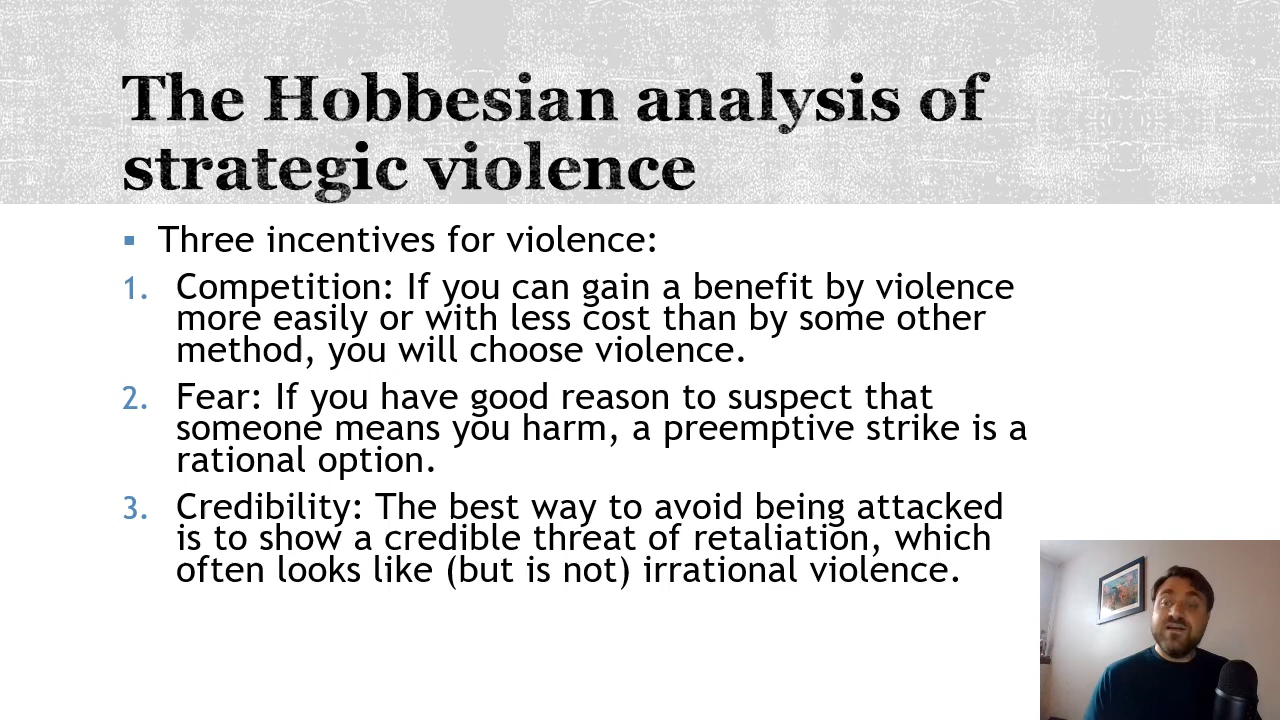 The Hobbesian analysis of
strategic violence
▪ Three incentives for violence:
1. Competition: If you can gain a benefit by violence
more easily or with less cost than by some other
method, you will choose violence.
2. Fear: If you have good reason to suspect that
someone means you harm, a preemptive strike is a
rational option.
3. Credibility: The best way to avoid being attacked
is to show a credible threat of retaliation, which
often looks like (but is not) irrational violence.